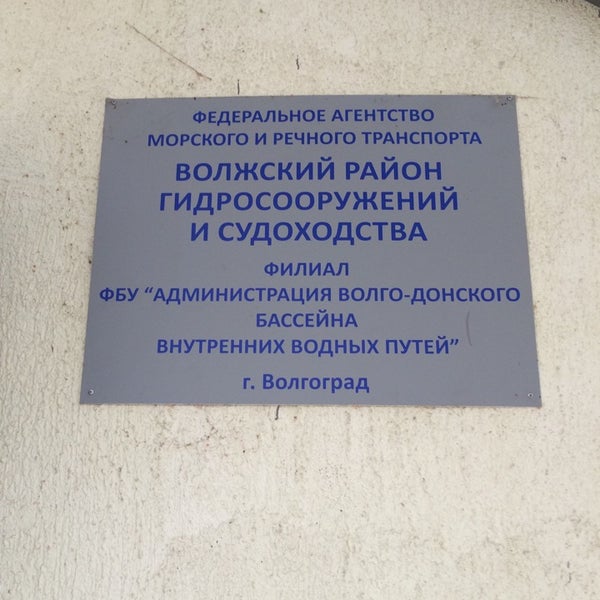 ФЕДЕРАЛЬНОЕ АГЕНТСТВО
МОРСКОГО И РЕЧНОГО ТРАНСПОРТА
ВОЛЖСКИЙ РАЙОН
ГИДРОСООРУЖЕНИЙ
И СУДОХОДСТВА
ФИЛИАЛ
ФБУ “АДМИНИСТРАЦИЯ ВОЛГО-ДОНСКОГО
БАССЕЙНА
ВНУТРЕННИХ ВОДНЫХ ПУТЕЙ”
г. Волгоград